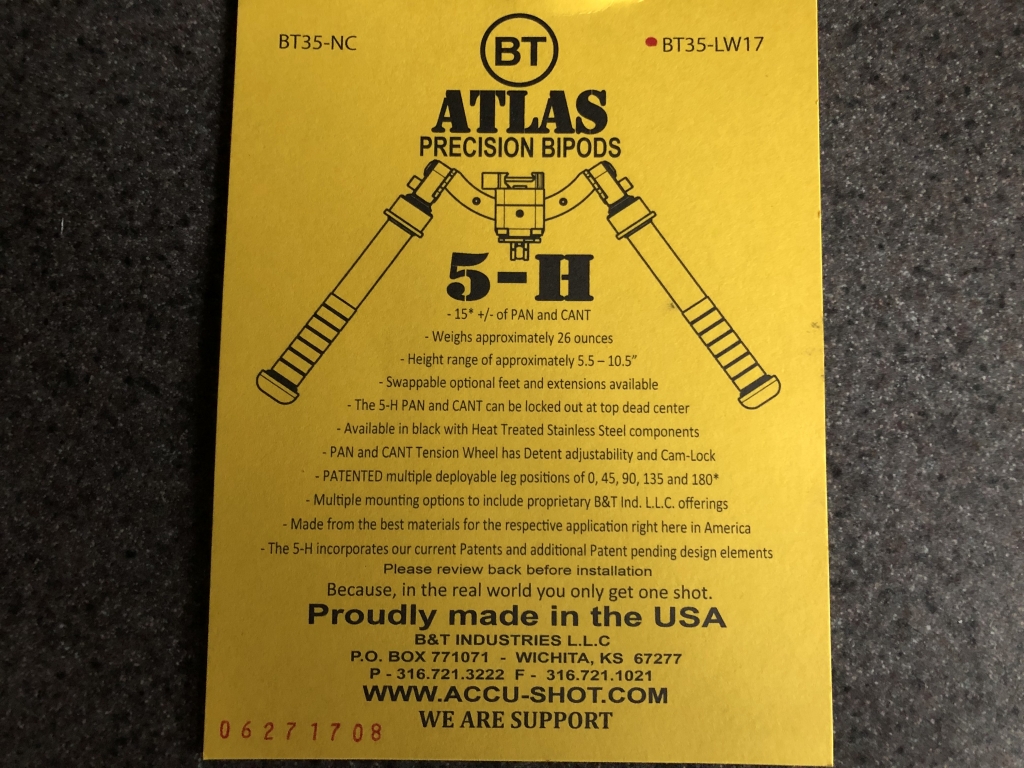 BT35-NC
BT
BT35-LW17
ATLAS
PRECISION BIPODS
5-H
- 15* +/- of PAN and CANT
- Weighs approximately 26 ounces
- Height range of approximately 5.5 – 10.5”
- Swappable optional feet and extensions available
- The 5-H PAN and CANT can be locked out at top dead center
- Available in black with Heat Treated Stainless Steel components
- PAN and CANT Tension Wheel has Detent adjustability and Cam-Lock
- PATENTED multiple deployable leg positions of 0, 45, 90, 135 and 180*
- Multiple mounting options to include proprietary B&T Ind. L.L.C. offerings
- Made from the best materials for the respective application right here in America
- The 5-H incorporates our current Patents and additional Patent pending design elements
Please review back before installation
Because, in the real world you only get one shot.
Proudly made in the USA
B&T INDUSTRIES L.L.C
P.O. BOX 771071 - WICHITA, KS 67277
P - 316.721.3222 F - 316.721.1021
WWW.ACCU-SHOT.COM
WE ARE SUPPORT
06271708